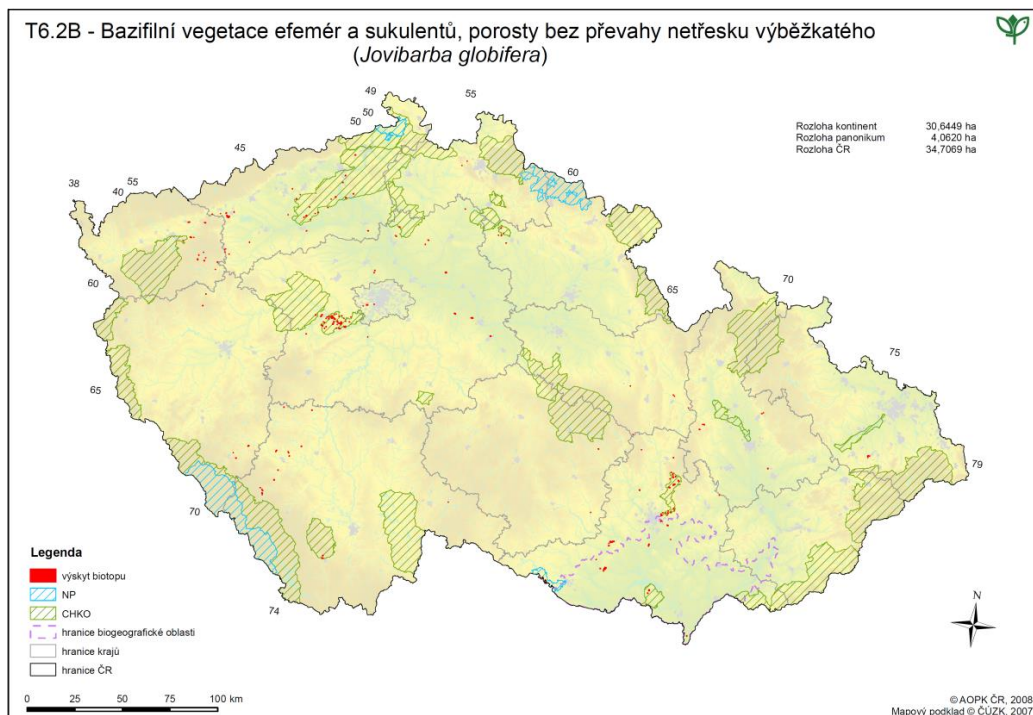 T6.2B - Bazifilní vegetace efemér a sukulentů, porosty bez převahy netřesku výběžkatého
(Jovibarba globifera)
Rozloha kontinent 30,6449 ha
Rozloha panonikum 4,0620 ha
Rozloha ČR 34,7069 ha
49
50
50
55
45
60
38
55
40
70
60
65
75
65
79
70
74
Legenda
výskyt biotopu
NP
CHKO
hranice biogeografické oblasti
hranice krajů
hranice ČR
N
0 25 50 75 100 km
© AOPK ČR, 2008
Mapový podklad © ČÚZK, 2007